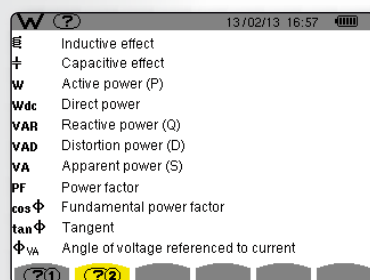 W ? 13/02/13 16:57
Inductive effect
Capacitive effect
W Active power (P)
Wdc Direct power
VAR Reactive power (Q)
VAD Distortion power (D)
VA Apparent power (S)
PF Power factor
cos Φ Fundamental power factor
tan Φ Tangent
Φ VA Angle of voltage referenced to current
?1 ?2